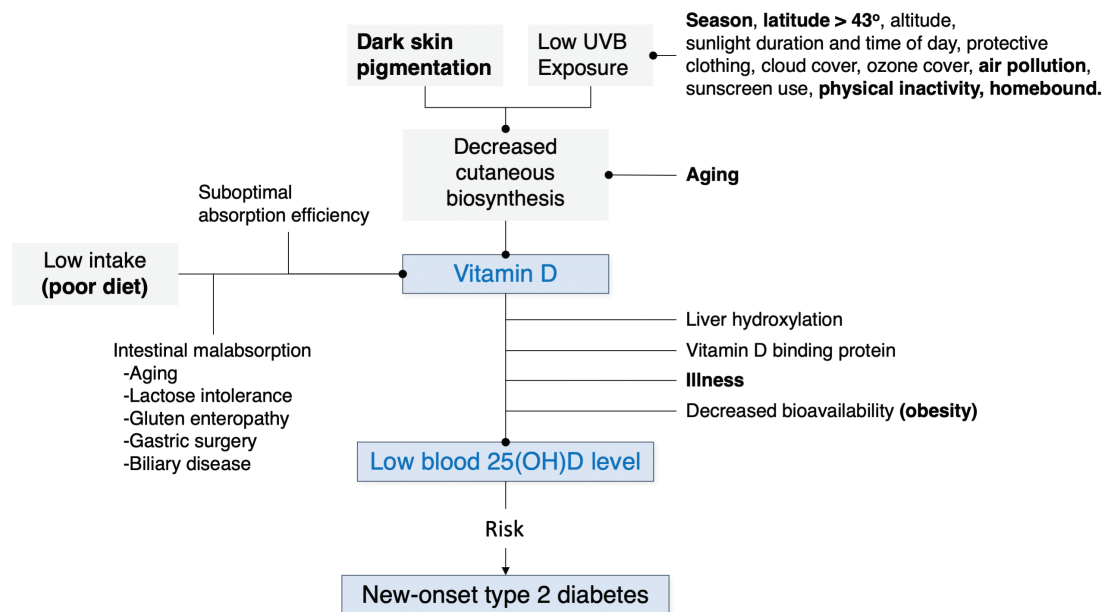 Dark skin
pigmentation
Low UVB
Exposure
Season, latitude > 43º, altitude,
sunlight duration and time of day, protective
clothing, cloud cover, ozone cover, air pollution,
sunscreen use, physical inactivity, homebound.
Decreased
cutaneous
biosynthesis
Aging
Suboptimal
absorption efficiency
Low intake
(poor diet)
Vitamin D
Intestinal malabsorption
-Aging
-Lactose intolerance
-Gluten enteropathy
-Gastric surgery
-Biliary disease
Liver hydroxylation
Vitamin D binding protein
Illness
Decreased bioavailability (obesity)
Low blood 25(OH)D level
Risk
New-onset type 2 diabetes